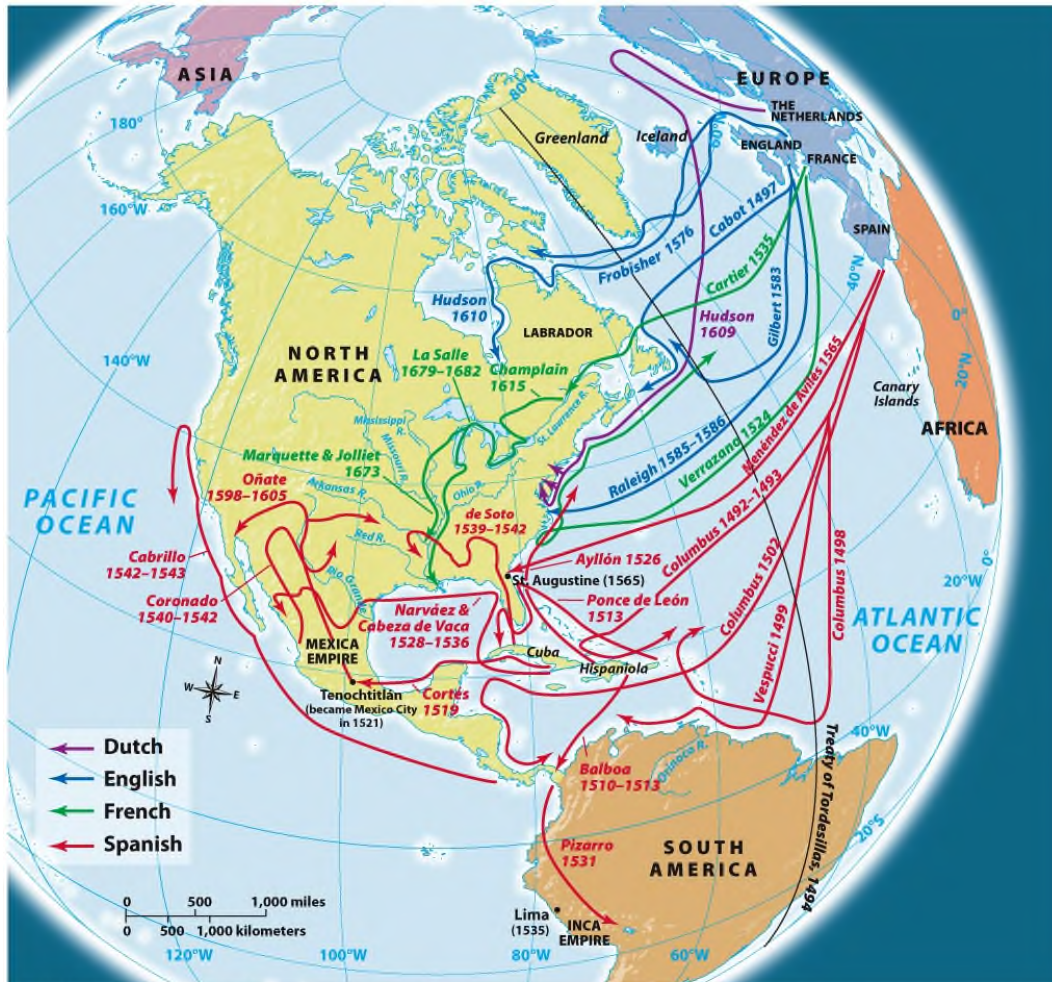 ASIA
EUROPE
THE
NETHERLANDS
ENGLAND
FRANCE
SPAIN
AFRICA
Greenland
Iceland
80°N
60°N
40°N
20°N
0°
0°
20°W
40°W
20°S
60°W
80°W
100°W
120°W
140°W
160°W
180°
Cabot 1497
Frobisher 1576
Cartier 1535
Gilbert 1583
Hudson
1609
Hudson
1610
LABRADOR
NORTH
AMERICA
La Salle
1679–1682
Champlain
1615
St. Laurence R.
Mississippi
R.
Missouri R.
Marquette & Jolliet
1673
Ohio R.
Arkansas R.
Red R.
Rio Grande
Oñate
1598–1605
de Soto
1539–1542
Raleigh 1585–1586
Verrazano 1524
Menéndez de Aviles 1565
Columbus 1492–1493
Columbus 1502
Vespucci 1499
Columbus 1498
Canary
Islands
PACIFIC
OCEAN
ATLANTIC
OCEAN
Cabrillo
1542–1543
Coronado
1540–1542
Ayllón 1526
St. Augustine (1565)
Ponce de León
1513
Narváez &
Cabeza de Vaca
1528–1536
MEXICA
EMPIRE
Cuba
Hispaniola
Tenochtitlán
(became Mexico City
in 1521)
Cortés
1519
N
W
E
S
Balboa
1510–1513
Orinoco R.
Pizarro
1531
SOUTH
AMERICA
Lima
(1535)
INCA
EMPIRE
Treaty of Tordesillas, 1494
Dutch
English
French
Spanish
0 500 1,000 miles
0 500 1,000 kilometers